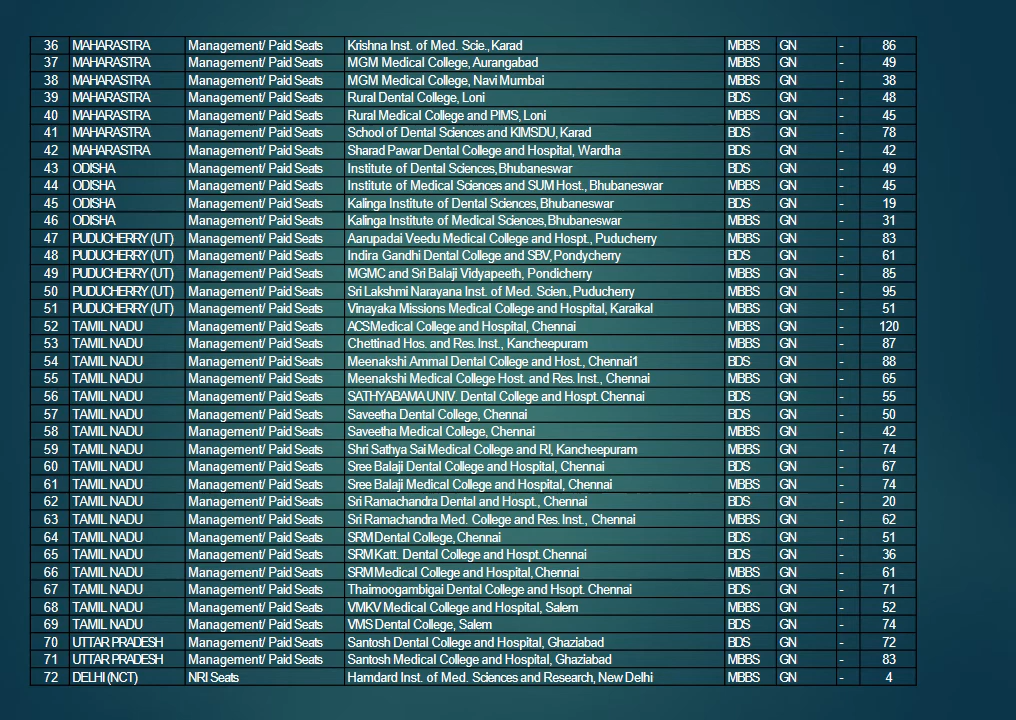 36 MAHARASTRA Management/ Paid Seats Krishna Inst. of Med. Scie., Karad MBBS GN - 86
37 MAHARASTRA Management/ Paid Seats MGM Medical College, Aurangabad MBBS GN - 49
38 MAHARASTRA Management/ Paid Seats MGM Medical College, Navi Mumbai MBBS GN - 38
39 MAHARASTRA Management/ Paid Seats Rural Dental College, Loni BDS GN - 48
40 MAHARASTRA Management/ Paid Seats Rural Medical College and PIMS, Loni MBBS GN - 45
41 MAHARASTRA Management/ Paid Seats School of Dental Sciences and KIMSDU, Karad BDS GN - 78
42 MAHARASTRA Management/ Paid Seats Sharad Pawar Dental College and Hospital, Wardha BDS GN - 42
43 ODISHA Management/ Paid Seats Institute of Dental Sciences, Bhubaneswar BDS GN - 49
44 ODISHA Management/ Paid Seats Institute of Medical Sciences and SUM Host., Bhubaneswar MBBS GN - 45
45 ODISHA Management/ Paid Seats Kalinga Institute of Dental Sciences, Bhubaneswar BDS GN - 19
46 ODISHA Management/ Paid Seats Kalinga Institute of Medical Sciences, Bhubaneswar MBBS GN - 31
47 PUDUCHERRY (UT) Management/ Paid Seats Aarupadai Veedu Medical College and Hospt., Puducherry MBBS GN - 83
48 PUDUCHERRY (UT) Management/ Paid Seats Indira Gandhi Dental College and SBV, Pondycherry BDS GN - 61
49 PUDUCHERRY (UT) Management/ Paid Seats MGMC and Sri Balaji Vidyapeeth, Pondicherry MBBS GN - 85
50 PUDUCHERRY (UT) Management/ Paid Seats Sri Lakshmi Narayana Inst. of Med. Scien., Puducherry MBBS GN - 95
51 PUDUCHERRY (UT) Management/ Paid Seats Vinayaka Missions Medical College and Hospital, Karaikal MBBS GN - 51
52 TAMIL NADU Management/ Paid Seats ACS Medical College and Hospital, Chennai MBBS GN - 120
53 TAMIL NADU Management/ Paid Seats Chettinad Hos. and Res. Inst., Kancheepuram MBBS GN - 87
54 TAMIL NADU Management/ Paid Seats Meenakshi Ammal Dental College and Host., Chennai1 BDS GN - 88
55 TAMIL NADU Management/ Paid Seats Meenakshi Medical College Host. and Res. Inst., Chennai MBBS GN - 65
56 TAMIL NADU Management/ Paid Seats SATHYABAMA UNIV. Dental College and Hospt. Chennai BDS GN - 55
57 TAMIL NADU Management/ Paid Seats Saveetha Dental College, Chennai BDS GN - 50
58 TAMIL NADU Management/ Paid Seats Saveetha Medical College, Chennai MBBS GN - 42
59 TAMIL NADU Management/ Paid Seats Shri Sathya Sai Medical College and RI, Kancheepuram MBBS GN - 74
60 TAMIL NADU Management/ Paid Seats Sree Balaji Dental College and Hospital, Chennai BDS GN - 67
61 TAMIL NADU Management/ Paid Seats Sree Balaji Medical College and Hospital, Chennai MBBS GN - 74
62 TAMIL NADU Management/ Paid Seats Sri Ramachandra Dental and Hospt., Chennai BDS GN - 20
63 TAMIL NADU Management/ Paid Seats Sri Ramachandra Med. College and Res. Inst., Chennai MBBS GN - 62
64 TAMIL NADU Management/ Paid Seats SRM Dental College, Chennai BDS GN - 51
65 TAMIL NADU Management/ Paid Seats SRM Katt. Dental College and Hospt. Chennai BDS GN - 36
66 TAMIL NADU Management/ Paid Seats SRM Medical College and Hospital, Chennai MBBS GN - 61
67 TAMIL NADU Management/ Paid Seats Thaimoogambigai Dental College and Hsopt. Chennai BDS GN - 71
68 TAMIL NADU Management/ Paid Seats VMKV Medical College and Hospital, Salem MBBS GN - 52
69 TAMIL NADU Management/ Paid Seats VMS Dental College, Salem BDS GN - 74
70 UTTAR PRADESH Management/ Paid Seats Santosh Dental College and Hospital, Ghaziabad BDS GN - 72
71 UTTAR PRADESH Management/ Paid Seats Santosh Medical College and Hospital, Ghaziabad MBBS GN - 83
72 DELHI (NCT) NRI Seats Hamdard Inst. of Med. Sciences and Research, New Delhi MBBS GN - 4